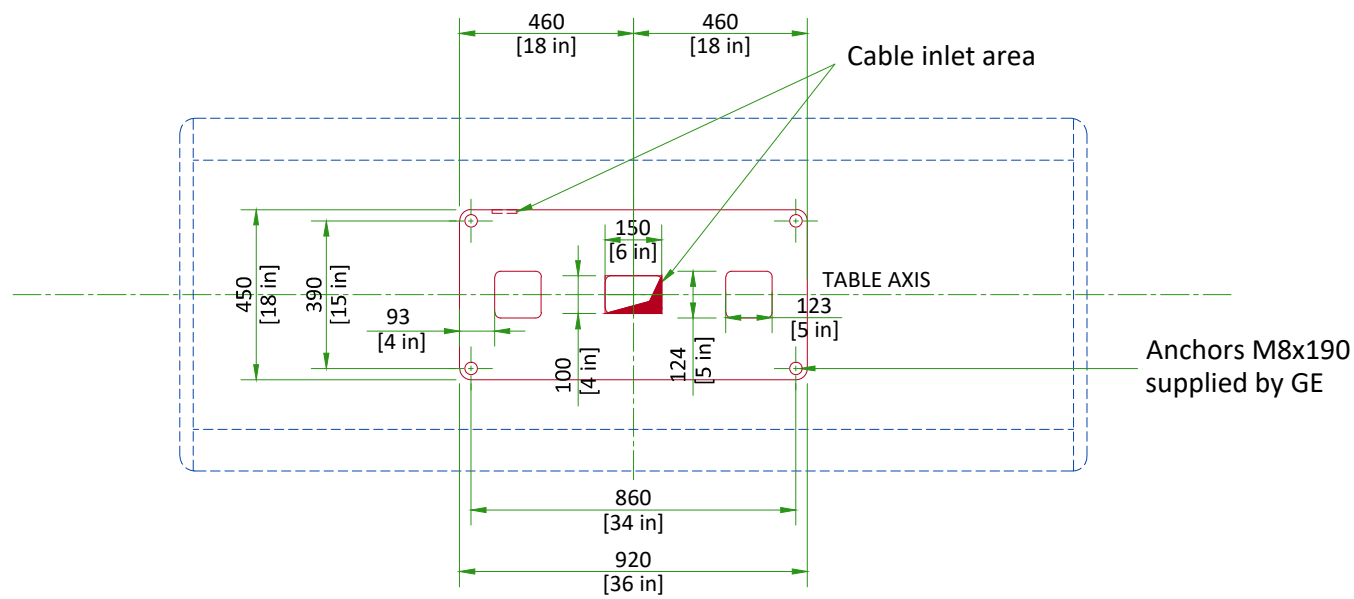 460
[18 in]
460
[18 in]
Cable inlet area
150
[6 in]
TABLE AXIS
450
[18 in]
390
[15 in]
93
[4 in]
100
[4 in]
124
[5 in]
123
[5 in]
Anchors M8x190
supplied by GE
860
[34 in]
920
[36 in]